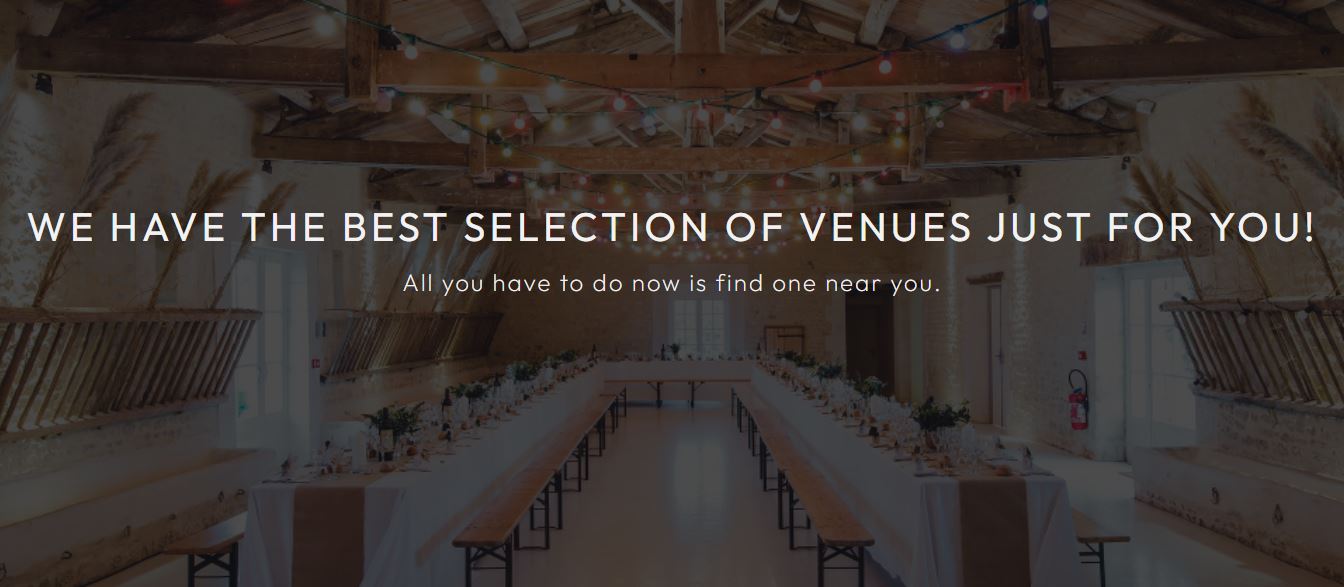 WE HAVE THE BEST SELECTION OF VENUES JUST FOR YOU!
All you have to do now is find one near you.